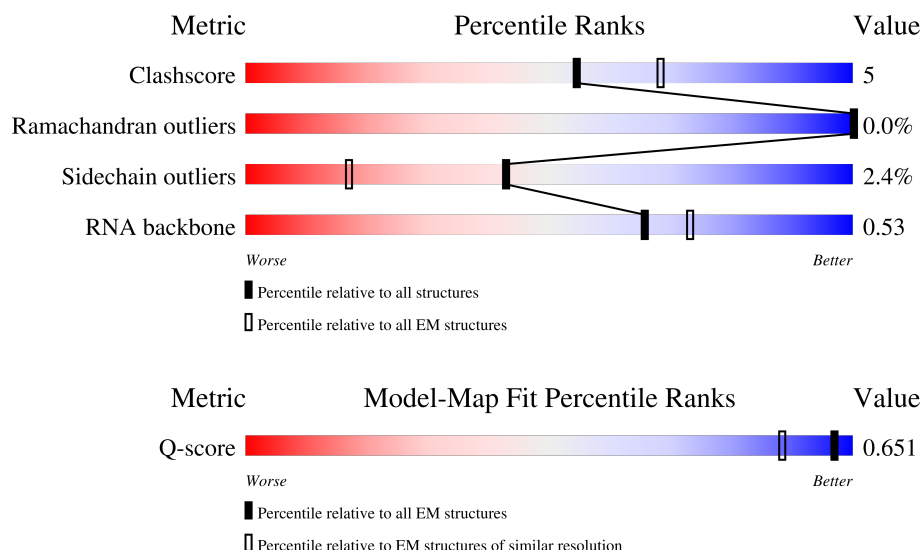 Metric Percentile Ranks Value
Clashscore 5
Ramachandran outliers 0.0%
Sidechain outliers 2.4%
RNA backbone 0.53
Worse Better
Percentile relative to all structures
Percentile relative to all EM structures
Metric Model-Map Fit Percentile Ranks Value
Q-score 0.651
Worse Better
Percentile relative to all EM structures
Percentile relative to EM structures of similar resolution